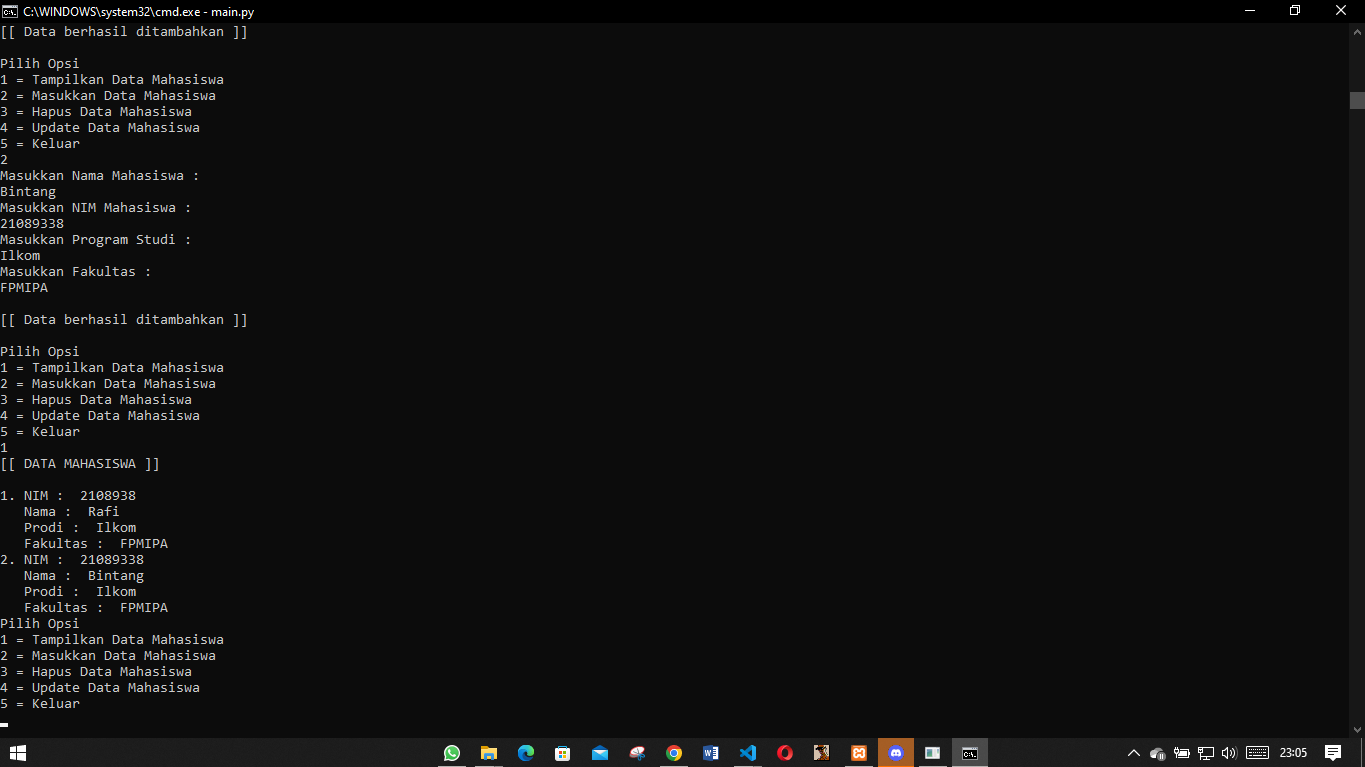 C:\WINDOWS\system32\cmd.exe - main.py
[[ Data berhasil ditambahkan ]]
Pilih Opsi
1 = Tampilkan Data Mahasiswa
2 = Masukkan Data Mahasiswa
3 = Hapus Data Mahasiswa
4 = Update Data Mahasiswa
5 = Keluar
2
Masukkan Nama Mahasiswa :
Bintang
Masukkan NIM Mahasiswa :
21089338
Masukkan Program Studi :
Ilkom
Masukkan Fakultas :
FPMIPA
[[ Data berhasil ditambahkan ]]
Pilih Opsi
1 = Tampilkan Data Mahasiswa
2 = Masukkan Data Mahasiswa
3 = Hapus Data Mahasiswa
4 = Update Data Mahasiswa
5 = Keluar
1
[[ DATA MAHASISWA ]]
1. NIM :  2108938
   Nama :  Rafi
   Prodi :  Ilkom
   Fakultas :  FPMIPA
2. NIM :  21089338
   Nama :  Bintang
   Prodi :  Ilkom
   Fakultas :  FPMIPA
Pilih Opsi
1 = Tampilkan Data Mahasiswa
2 = Masukkan Data Mahasiswa
3 = Hapus Data Mahasiswa
4 = Update Data Mahasiswa
5 = Keluar
23:05